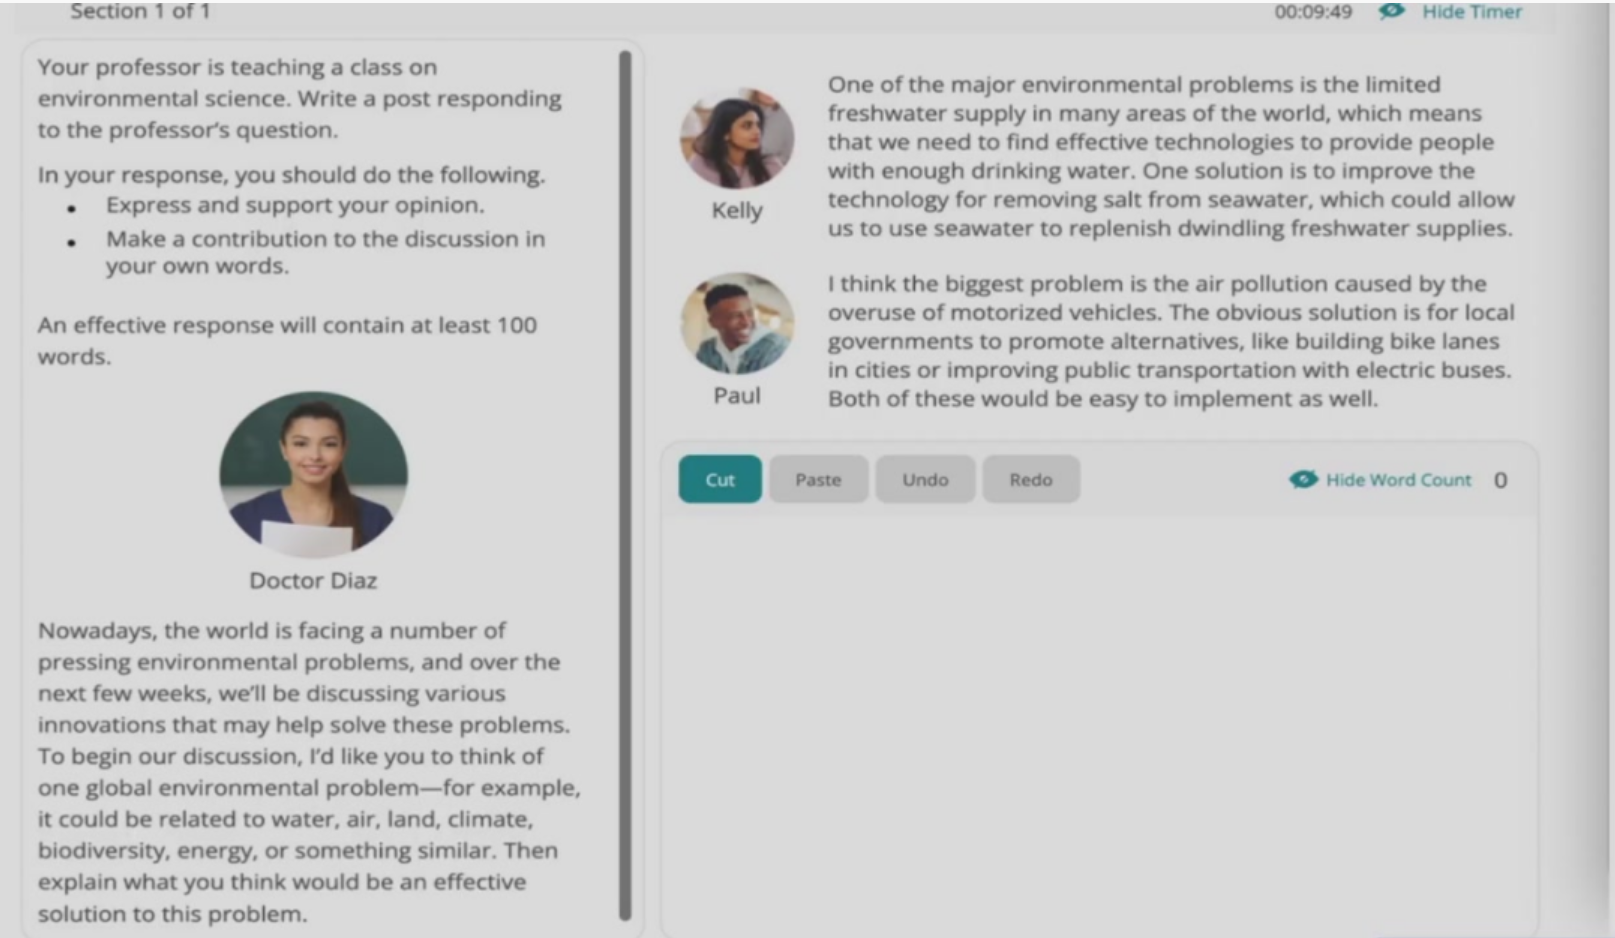 Section 1 of 1
00:09:49 Hide Timer
Your professor is teaching a class on
environmental science. Write a post responding
to the professor's question.
In your response, you should do the following.
• Express and support your opinion.
• Make a contribution to the discussion in
your own words.
An effective response will contain at least 100
words.
Doctor Diaz
Nowadays, the world is facing a number of
pressing environmental problems, and over the
next few weeks, we'll be discussing various
innovations that may help solve these problems.
To begin our discussion, I'd like you to think of
one global environmental problem—for example,
it could be related to water, air, land, climate,
biodiversity, energy, or something similar. Then
explain what you think would be an effective
solution to this problem.
Kelly
One of the major environmental problems is the limited
freshwater supply in many areas of the world, which means
that we need to find effective technologies to provide people
with enough drinking water. One solution is to improve the
technology for removing salt from seawater, which could allow
us to use seawater to replenish dwindling freshwater supplies.
Paul
I think the biggest problem is the air pollution caused by the
overuse of motorized vehicles. The obvious solution is for local
governments to promote alternatives, like building bike lanes
in cities or improving public transportation with electric buses.
Both of these would be easy to implement as well.
Cut Paste Undo Redo Hide Word Count 0